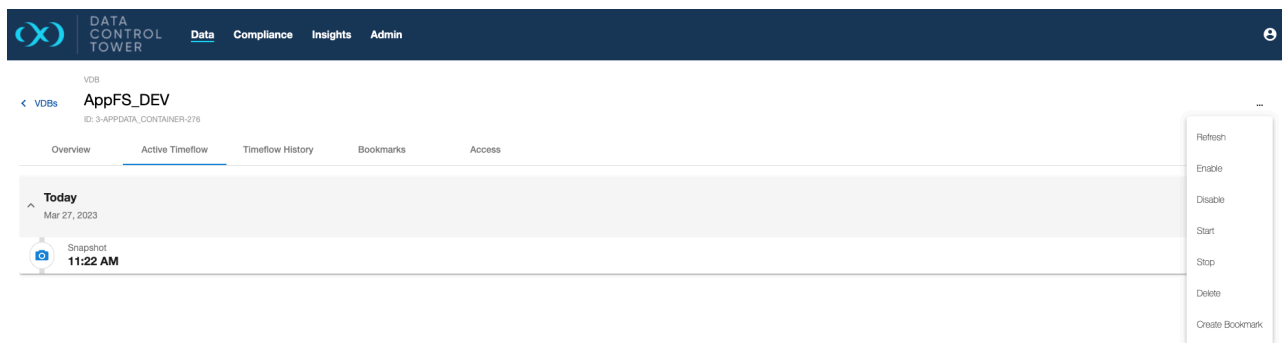 DATA
CONTROL
TOWER
Data Compliance Insights Admin
VDB
VDBs
AppFS_DEV
ID: 3-APPDATA_CONTAINER-276
...
Overview Active Timeflow Timeflow History Bookmarks Access
Today
Mar 27, 2023
Snapshot
11:22 AM
Refresh
Enable
Disable
Start
Stop
Delete
Create Bookmark